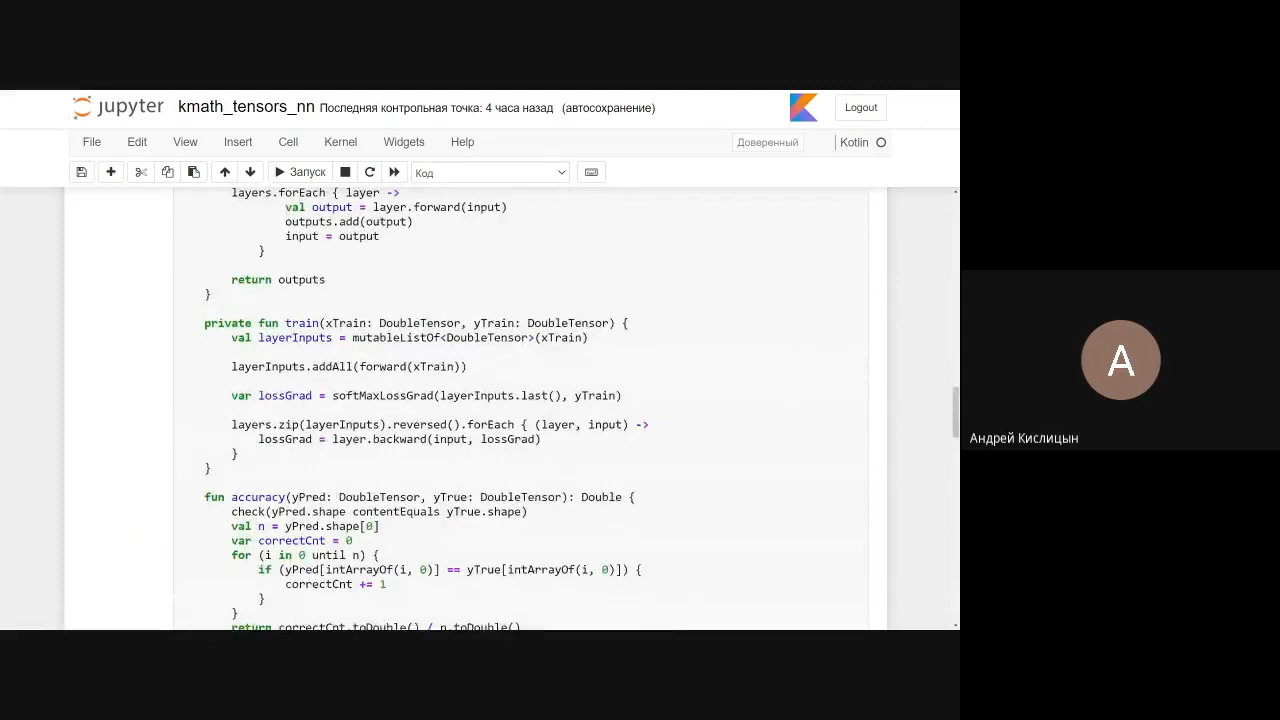 jupyter kmath_tensors_nn Последняя контрольная точка: 4 часа назад (автосохранение) Logout
File Edit View Insert Cell Kernel Widgets Help Доверенный Kotlin
Запуск Код
layers.forEach { layer ->
val output = layer.forward(input)
outputs.add(output)
input = output
}
return outputs
}
private fun train(xTrain: DoubleTensor, yTrain: DoubleTensor) {
val layerInputs = mutableListOf<DoubleTensor>(xTrain)
layerInputs.addAll(forward(xTrain))
var lossGrad = softMaxLossGrad(layerInputs.last(), yTrain)
layers.zip(layerInputs).reversed().forEach { (layer, input) ->
lossGrad = layer.backward(input, lossGrad)
}
}
fun accuracy(yPred: DoubleTensor, yTrue: DoubleTensor): Double {
check(yPred.shape contentEquals yTrue.shape)
val n = yPred.shape[0]
var correctCnt = 0
for (i in 0 until n) {
if (yPred[intArrayOf(i, 0)] == yTrue[intArrayOf(i, 0)]) {
correctCnt += 1
}
}
return correctCnt.toDouble() / n.toDouble()
A
Андрей Кислицын